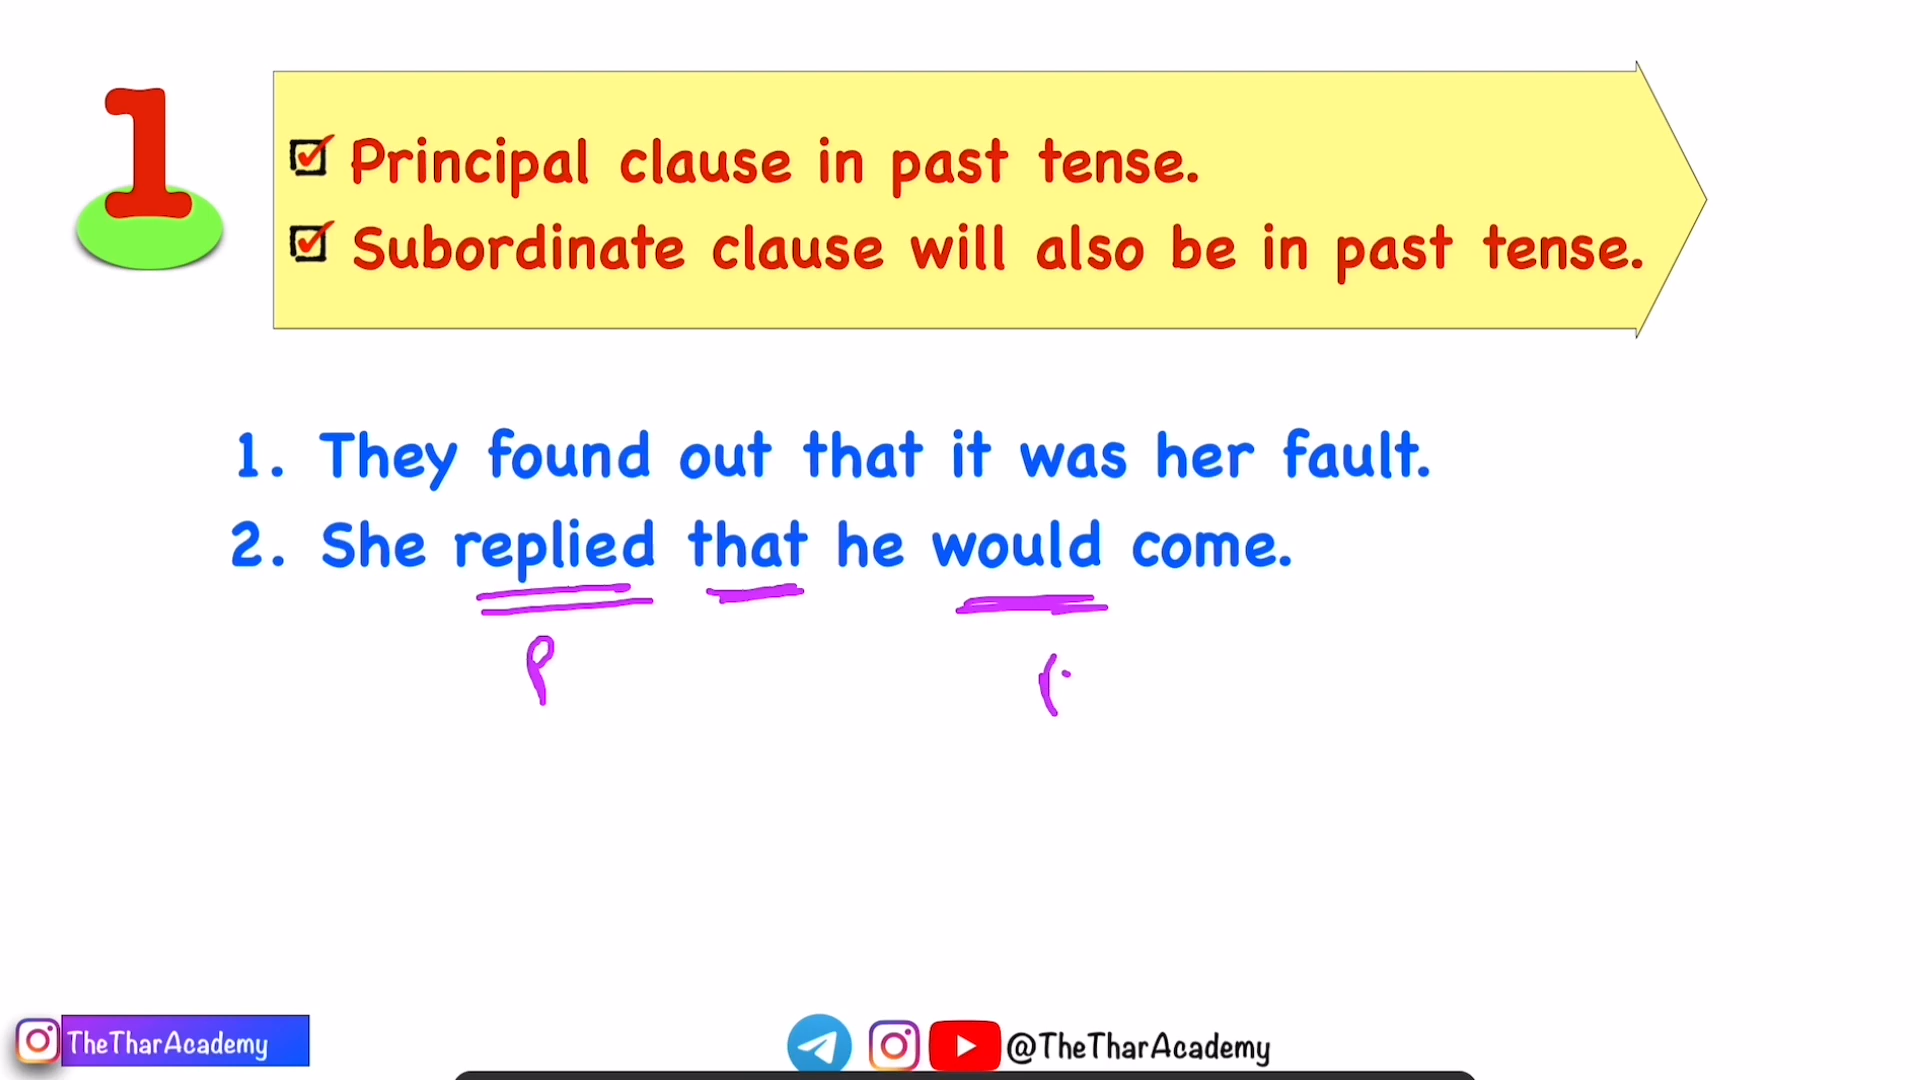 1
Principal clause in past tense.
Subordinate clause will also be in past tense.
1. They found out that it was her fault.
2. She replied that he would come.
P
TheTharAcademy
@TheTharAcademy